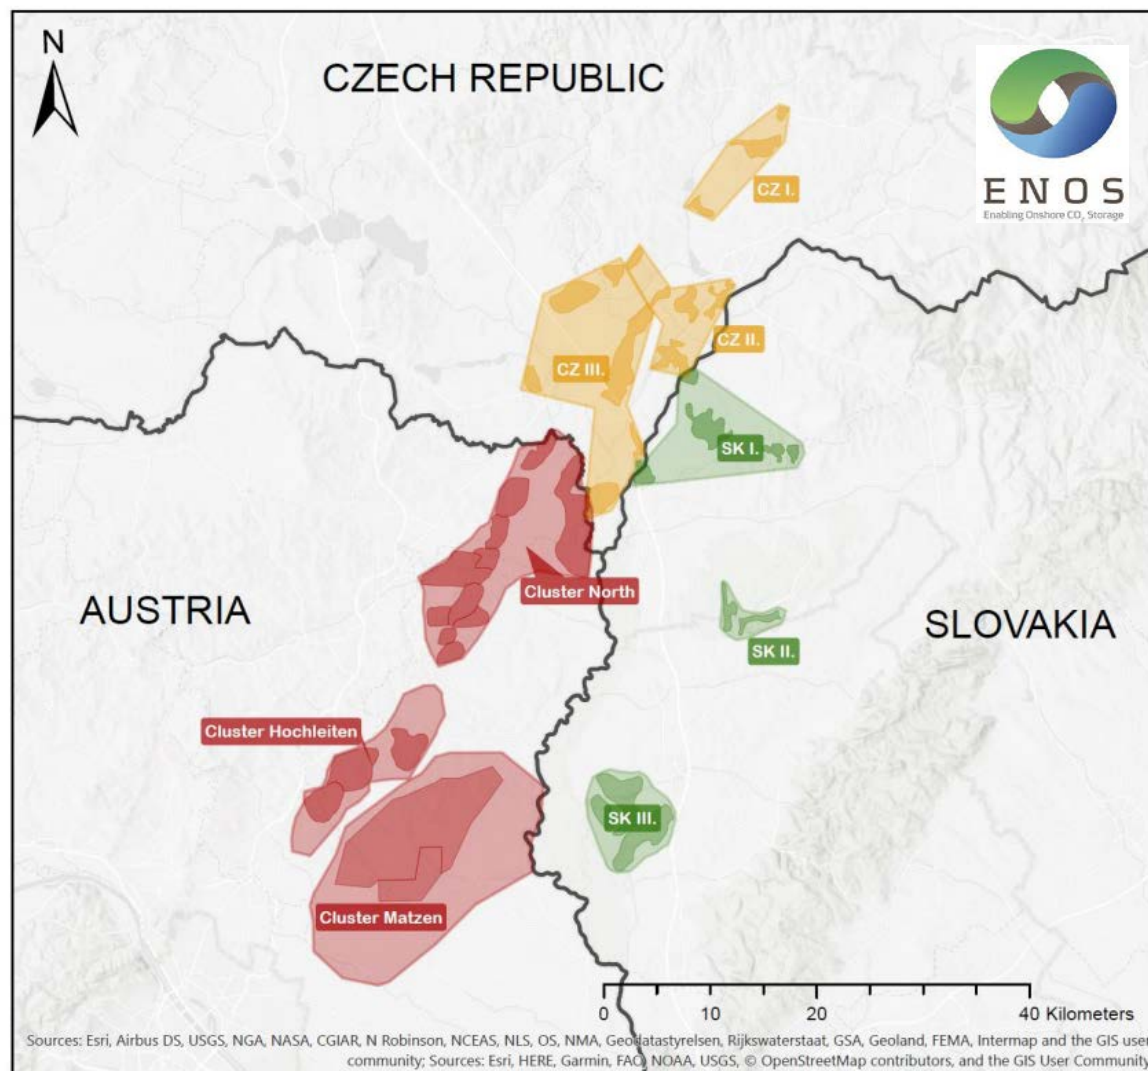 N
CZECH REPUBLIC
ENOS
Enabling Onshore CO₂ Storage
CZ I.
CZ II.
CZ III.
SK I.
Cluster North
AUSTRIA
SLOVAKIA
SK II.
Cluster Hochleiten
SK III.
Cluster Matzen
0 10 20 40 Kilometers
Sources: Esri, Airbus DS, USGS, NGA, NASA, CGIAR, N Robinson, NCEAS, NLS, OS, NMA, Geodatastyrelsen, Rijkswaterstaat, GSA, Geoland, FEMA, Intermap and the GIS user
community; Sources: Esri, HERE, Garmin, FAO, NOAA, USGS, © OpenStreetMap contributors, and the GIS User Community